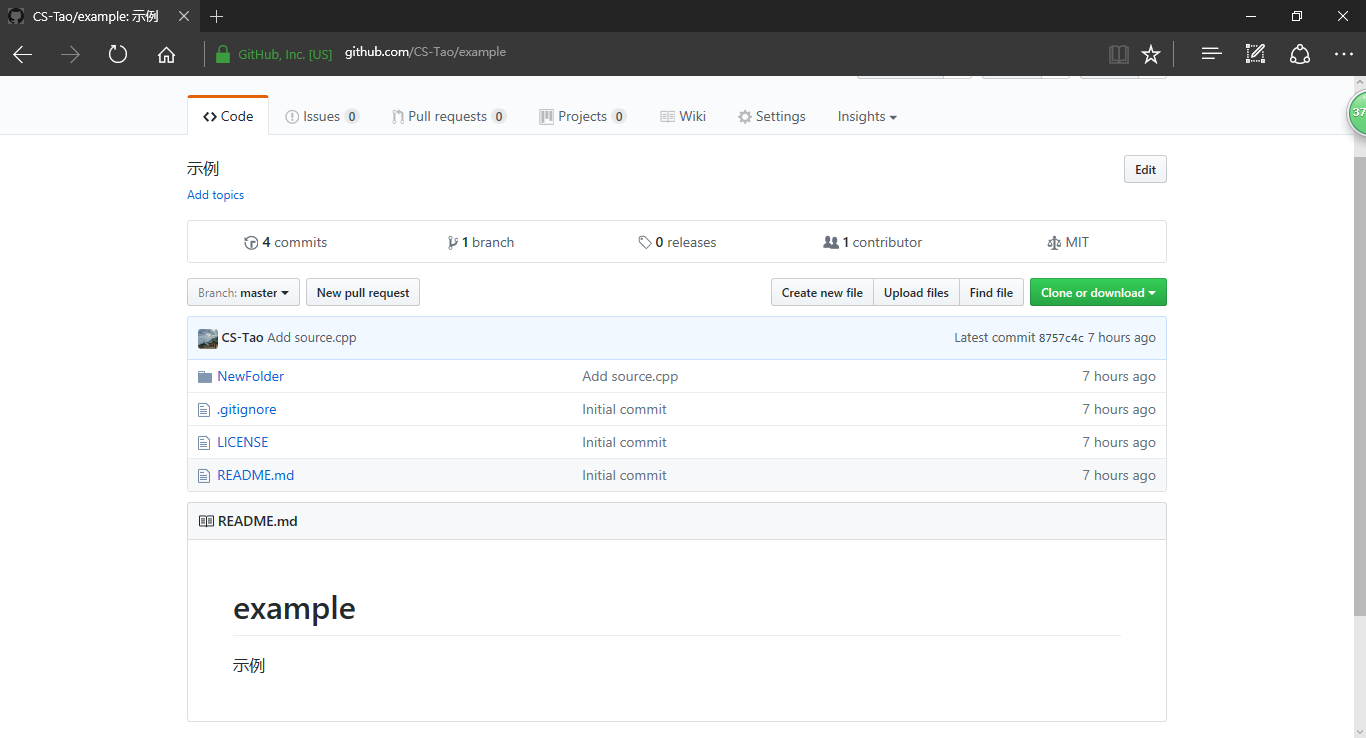 CS-Tao/example: 示例
GitHub, Inc. [US] github.com/CS-Tao/example
Code Issues 0 Pull requests 0 Projects 0 Wiki Settings Insights
37
示例 Edit
Add topics
4 commits 1 branch 0 releases 1 contributor MIT
Branch: master New pull request Create new file Upload files Find file Clone or download
CS-Tao Add source.cpp Latest commit 8757c4c 7 hours ago
NewFolder Add source.cpp 7 hours ago
.gitignore Initial commit 7 hours ago
LICENSE Initial commit 7 hours ago
README.md Initial commit 7 hours ago
README.md
example
示例